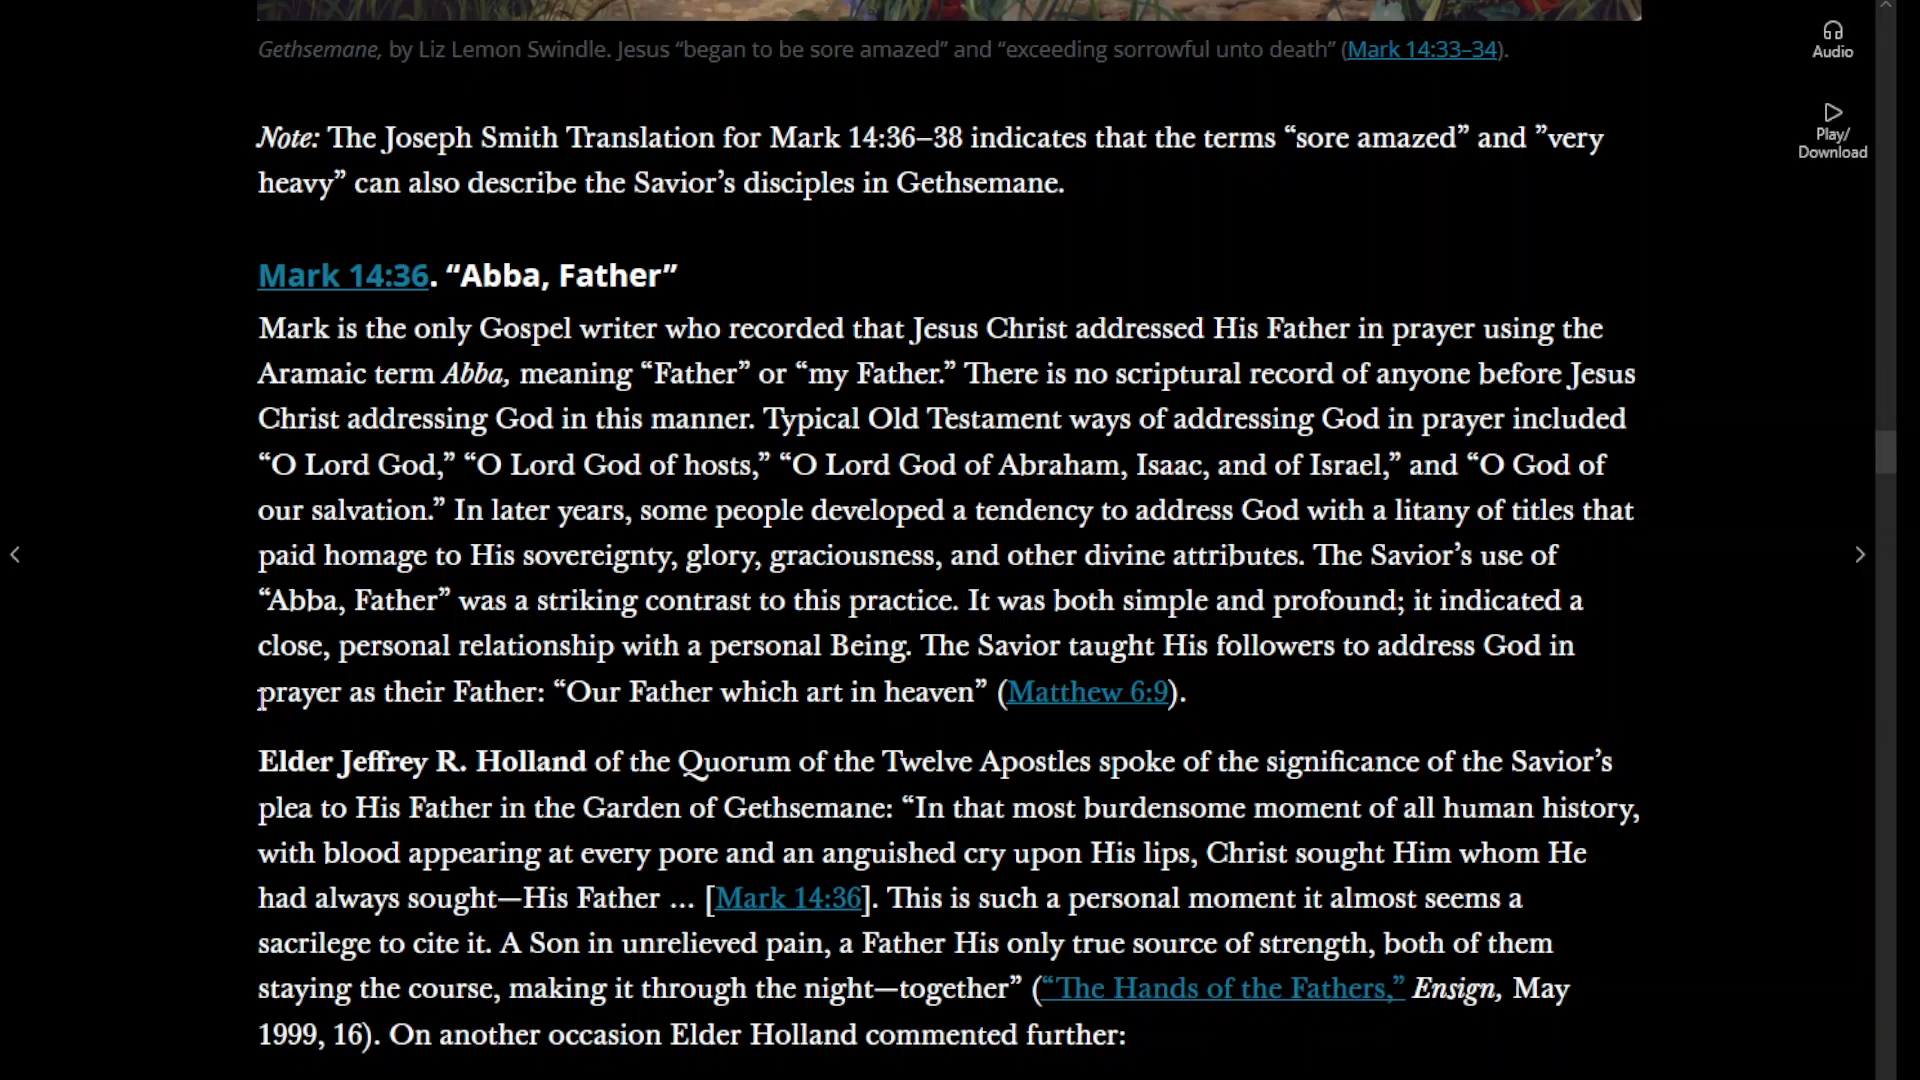 Gethsemane, by Liz Lemon Swindle. Jesus “began to be sore amazed” and “exceeding sorrowful unto death” (Mark 14:33–34).
Audio
Play/
Download
Note: The Joseph Smith Translation for Mark 14:36–38 indicates that the terms “sore amazed” and ”very
heavy” can also describe the Savior’s disciples in Gethsemane.
Mark 14:36. “Abba, Father”
Mark is the only Gospel writer who recorded that Jesus Christ addressed His Father in prayer using the
Aramaic term Abba, meaning “Father” or “my Father.” There is no scriptural record of anyone before Jesus
Christ addressing God in this manner. Typical Old Testament ways of addressing God in prayer included
“O Lord God,” “O Lord God of hosts,” “O Lord God of Abraham, Isaac, and of Israel,” and “O God of
our salvation.” In later years, some people developed a tendency to address God with a litany of titles that
paid homage to His sovereignty, glory, graciousness, and other divine attributes. The Savior’s use of
“Abba, Father” was a striking contrast to this practice. It was both simple and profound; it indicated a
close, personal relationship with a personal Being. The Savior taught His followers to address God in
prayer as their Father: “Our Father which art in heaven” (Matthew 6:9).
Elder Jeffrey R. Holland of the Quorum of the Twelve Apostles spoke of the significance of the Savior’s
plea to His Father in the Garden of Gethsemane: “In that most burdensome moment of all human history,
with blood appearing at every pore and an anguished cry upon His lips, Christ sought Him whom He
had always sought—His Father … [Mark 14:36]. This is such a personal moment it almost seems a
sacrilege to cite it. A Son in unrelieved pain, a Father His only true source of strength, both of them
staying the course, making it through the night—together” (“The Hands of the Fathers,” Ensign, May
1999, 16). On another occasion Elder Holland commented further: